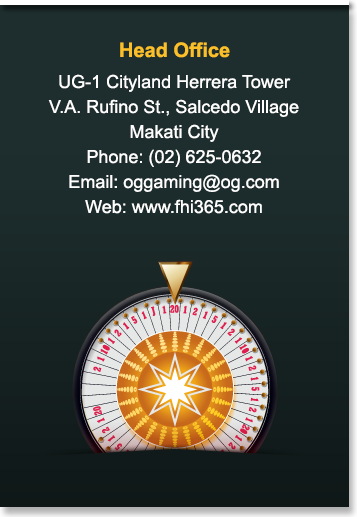 Head Office
UG-1 Cityland Herrera Tower
V.A. Rufino St., Salcedo Village
Makati City
Phone: (02) 625-0632
Email: oggaming@og.com
Web: www.fhi365.com
20